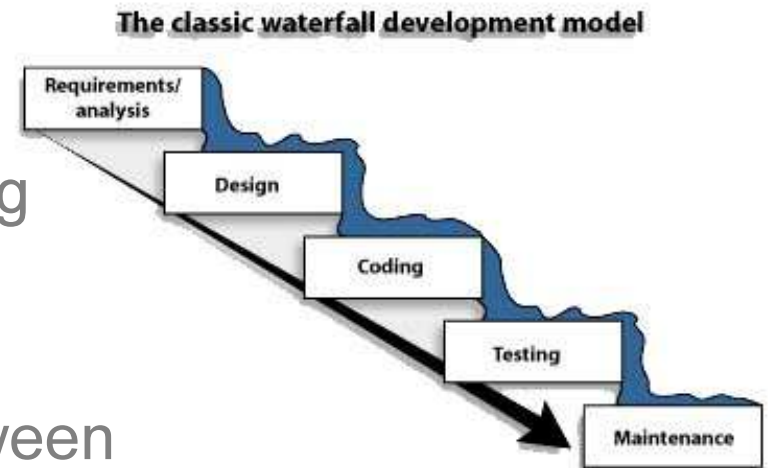 The classic waterfall development model
Requirements/
analysis
Design
Coding
Testing
Maintenance